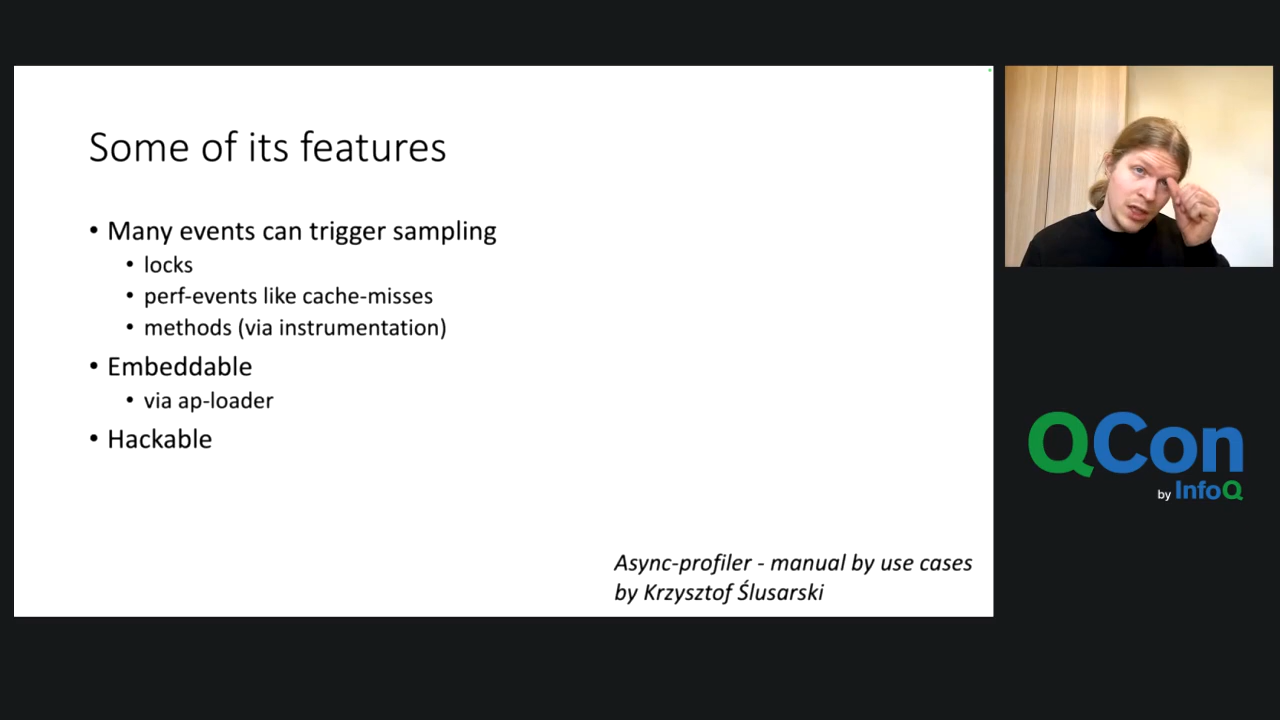 Some of its features
• Many events can trigger sampling
• locks
• perf-events like cache-misses
• methods (via instrumentation)
• Embeddable
• via ap-loader
• Hackable
Async-profiler - manual by use cases
by Krzysztof Ślusarski
QCon
by InfoQ